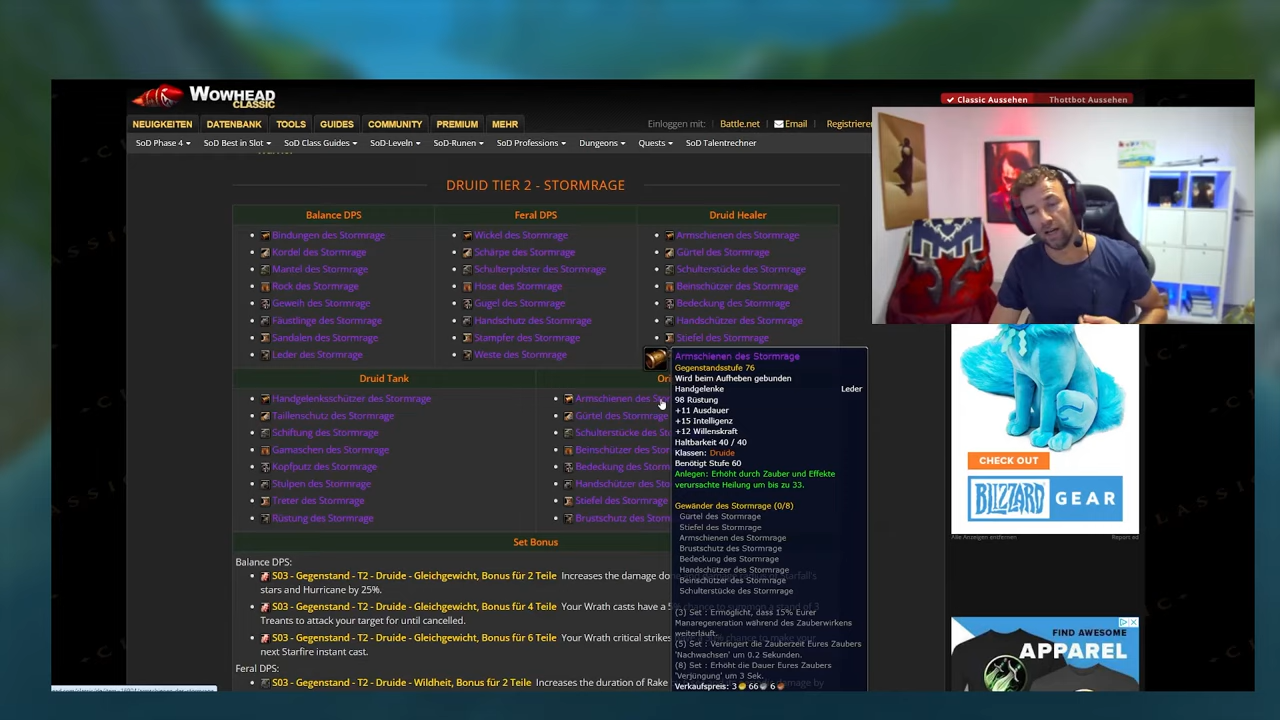 WOWHEAD
CLASSIC
Classic Aussehen
Thottbot Aussehen
NEUIGKEITEN
DATENBANK
TOOLS
GUIDES
COMMUNITY
PREMIUM
MEHR
Einloggen mit:
Battle.net
Email
Registrieren
SoD Phase 4
SoD Best in Slot
SoD Class Guides
SoD-Leveln
SoD-Runen
SoD Professions
Dungeons
Quests
SoD Talentrechner
DRUID TIER 2 - STORMRAGE
Balance DPS
Bindungen des Stormrage
Kordel des Stormrage
Mantel des Stormrage
Rock des Stormrage
Geweih des Stormrage
Fäustlinge des Stormrage
Sandalen des Stormrage
Leder des Stormrage
Feral DPS
Wickel des Stormrage
Schärpe des Stormrage
Schulterpolster des Stormrage
Hose des Stormrage
Gugel des Stormrage
Handschutz des Stormrage
Stampfer des Stormrage
Weste des Stormrage
Druid Healer
Armschienen des Stormrage
Gürtel des Stormrage
Schulterstücke des Stormrage
Beinschützer des Stormrage
Bedeckung des Stormrage
Handschützer des Stormrage
Stiefel des Stormrage
Druid Tank
Handgelenksschützer des Stormrage
Taillenschutz des Stormrage
Schiftung des Stormrage
Gamaschen des Stormrage
Kopfputz des Stormrage
Stulpen des Stormrage
Treter des Stormrage
Rüstung des Stormrage
Ori
Armschienen des Stor
Gürtel des Stormrage
Schulterstücke des St
Beinschützer des Stor
Bedeckung des Storm
Handschützer des Sto
Stiefel des Stormrage
Brustschutz des Storm
Armschienen des Stormrage
Gegenstandsstufe 76
Wird beim Aufheben gebunden
Handgelenke Leder
98 Rüstung
+11 Ausdauer
+15 Intelligenz
+12 Willenskraft
Haltbarkeit 40 / 40
Klassen: Druide
Benötigt Stufe 60
Anlegen: Erhöht durch Zauber und Effekte
verursachte Heilung um bis zu 33.
Gewänder des Stormrage (0/8)
Gürtel des Stormrage
Stiefel des Stormrage
Armschienen des Stormrage
Brustschutz des Stormrage
Bedeckung des Stormrage
Handschützer des Stormrage
Beinschützer des Stormrage
Schulterstücke des Stormrage
(3) Set : Ermöglicht, dass 15% Eurer
Manaregeneration während des Zauberwirkens
weiterläuft.
(5) Set : Verringert die Zauberzeit Eures Zaubers
'Nachwachsen' um 0.2 Sekunden.
(8) Set : Erhöht die Dauer Eures Zaubers
'Verjüngung' um 3 Sek.
Verkaufspreis: 3 66 6
Set Bonus
Balance DPS:
S03 - Gegenstand - T2 - Druide - Gleichgewicht, Bonus für 2 Teile Increases the damage do
stars and Hurricane by 25%.
S03 - Gegenstand - T2 - Druide - Gleichgewicht, Bonus für 4 Teile Your Wrath casts have a
Treants to attack your target for until cancelled.
S03 - Gegenstand - T2 - Druide - Gleichgewicht, Bonus für 6 Teile Your Wrath critical strikes
next Starfire instant cast.
Feral DPS:
S03 - Gegenstand - T2 - Druide - Wildheit, Bonus für 2 Teile Increases the duration of Rake
CHECK OUT
BLIZZARD GEAR
Alle Anzeigen entfernen
Report ad
FIND AWESOME
APPAREL